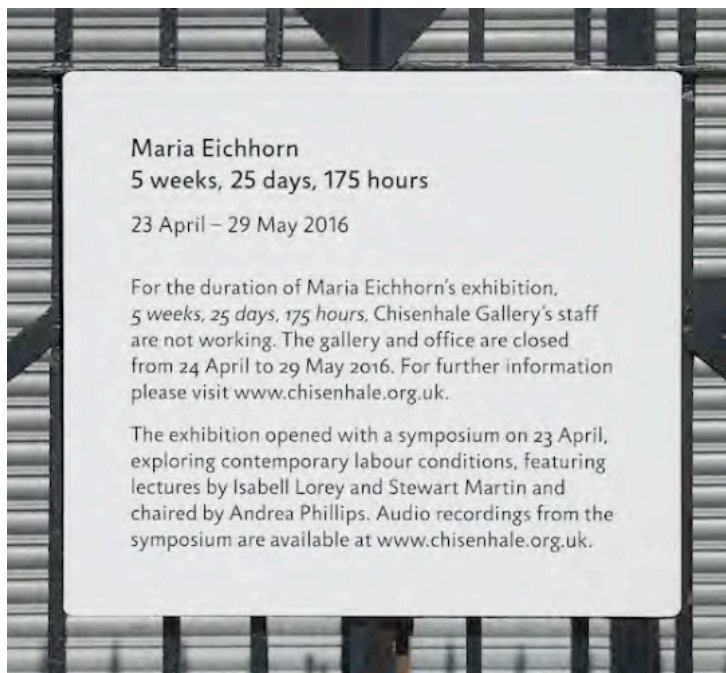 Maria Eichhorn
5 weeks, 25 days, 175 hours
23 April – 29 May 2016
For the duration of Maria Eichhorn's exhibition,
5 weeks, 25 days, 175 hours, Chisenhale Gallery's staff
are not working. The gallery and office are closed
from 24 April to 29 May 2016. For further information
please visit www.chisenhale.org.uk.
The exhibition opened with a symposium on 23 April,
exploring contemporary labour conditions, featuring
lectures by Isabell Lorey and Stewart Martin and
chaired by Andrea Phillips. Audio recordings from the
symposium are available at www.chisenhale.org.uk.